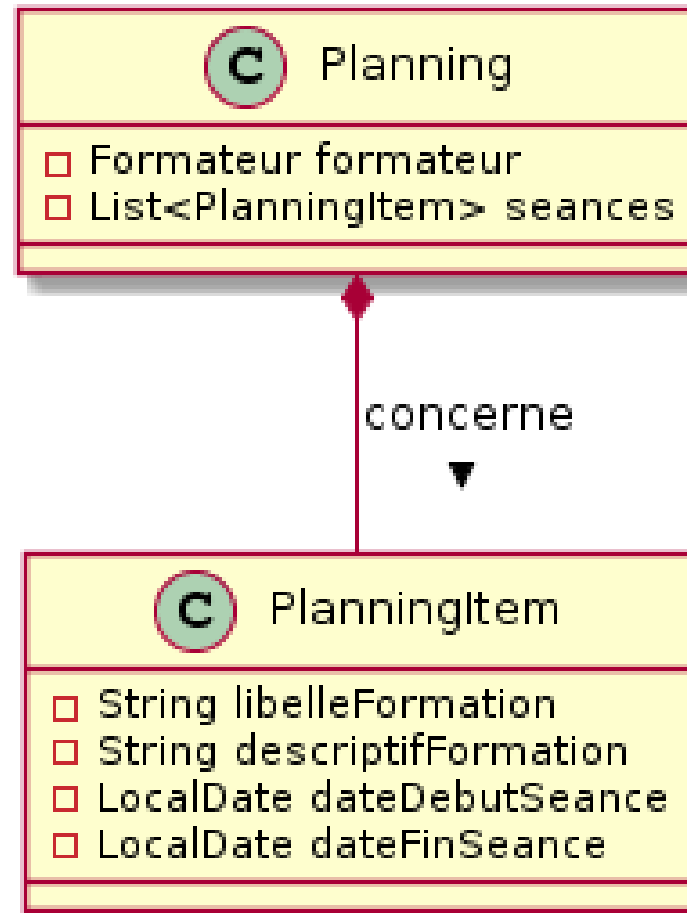 C Planning
Formateur formateur
List<PlanningItem> seances
concerne
C PlanningItem
String libelleFormation
String descriptifFormation
LocalDate dateDebutSeance
LocalDate dateFinSeance